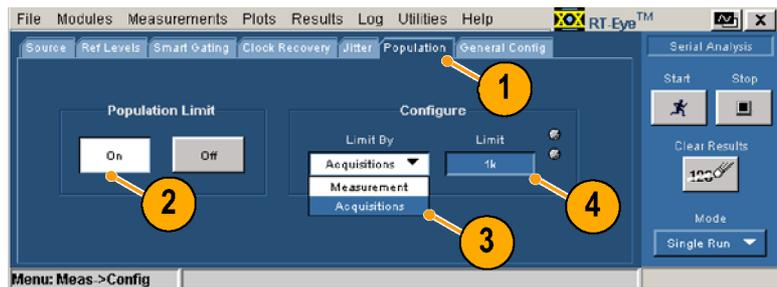 File Modules Measurements Plots Results Log Utilities Help RT-Eye™ X
Source Ref Levels Smart Gating Clock Recovery Jitter Population General Config Serial Analysis
1
Start Stop
Population Limit Configure
Limit By Limit
On Off Acquisitions 1k
Clear Results
Measurement
Acquisitions
123
2
3
4
Mode
Single Run
Menu: Meas->Config